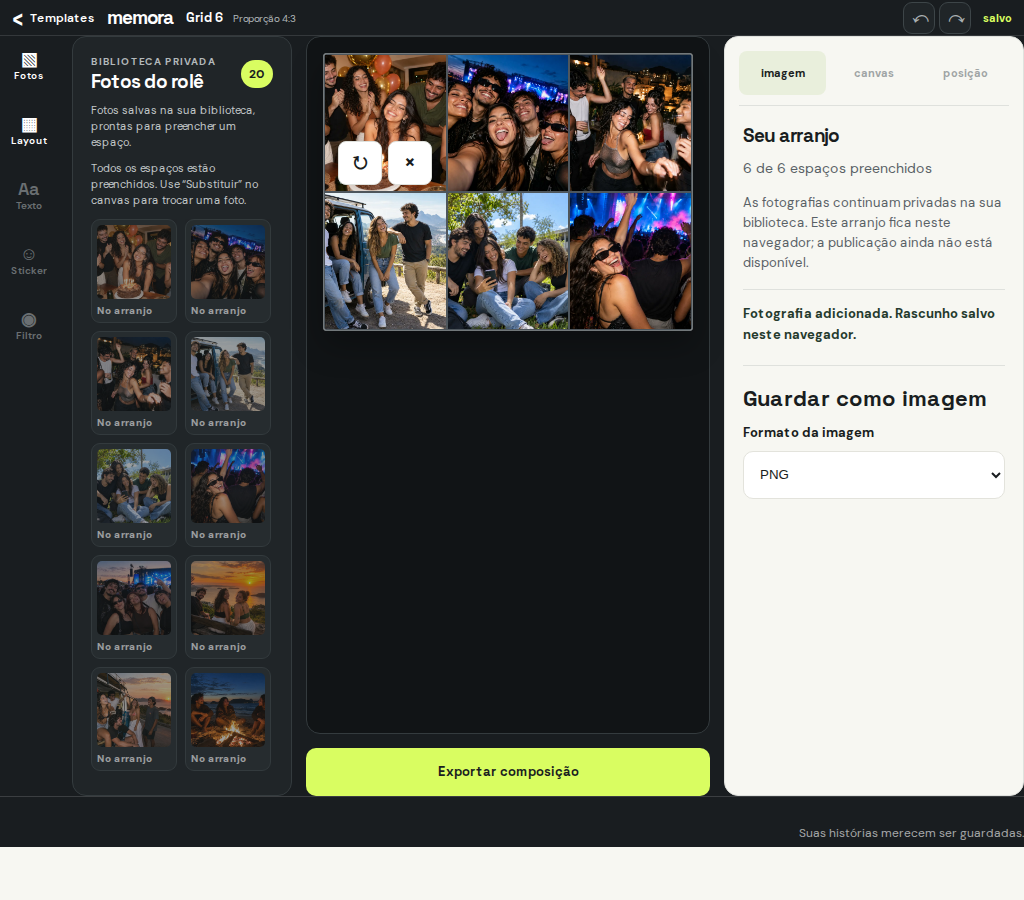 < Templates memora Grid 6 Proporção 4:3 salvo
Fotos
Layout
Aa
Texto
Sticker
Filtro
BIBLIOTECA PRIVADA
Fotos do rolê
20
Fotos salvas na sua biblioteca,
prontas para preencher um
espaço.
Todos os espaços estão
preenchidos. Use “Substituir” no
canvas para trocar uma foto.
No arranjo No arranjo
No arranjo No arranjo
No arranjo No arranjo
No arranjo No arranjo
No arranjo No arranjo
Exportar composição
imagem canvas posição
Seu arranjo
6 de 6 espaços preenchidos
As fotografias continuam privadas na sua
biblioteca. Este arranjo fica neste
navegador; a publicação ainda não está
disponível.
Fotografia adicionada. Rascunho salvo
neste navegador.
Guardar como imagem
Formato da imagem
PNG
Suas histórias merecem ser guardadas.